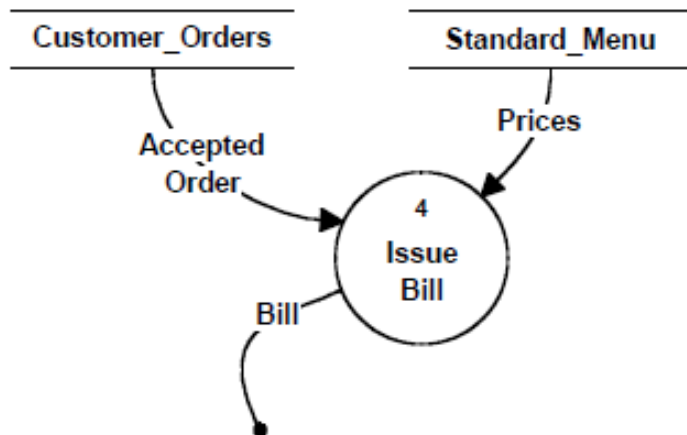 Customer_Orders
Standard_Menu
Accepted
Order
Prices
4
Issue
Bill
Bill